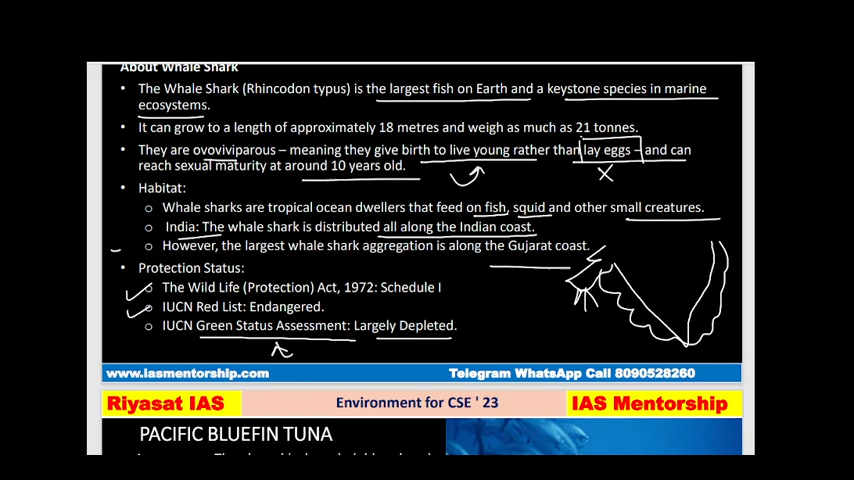 About Whale Shark
• The Whale Shark (Rhincodon typus) is the largest fish on Earth and a keystone species in marine
ecosystems.
• It can grow to a length of approximately 18 metres and weigh as much as 21 tonnes.
• They are ovoviviparous – meaning they give birth to live young rather than lay eggs – and can
reach sexual maturity at around 10 years old.
• Habitat:
o Whale sharks are tropical ocean dwellers that feed on fish, squid and other small creatures.
o India: The whale shark is distributed all along the Indian coast.
o However, the largest whale shark aggregation is along the Gujarat coast.
• Protection Status:
o The Wild Life (Protection) Act, 1972: Schedule I
o IUCN Red List: Endangered.
o IUCN Green Status Assessment: Largely Depleted.
www.iasmentorship.com Telegram WhatsApp Call 8090528260
Riyasat IAS Environment for CSE ' 23 IAS Mentorship
PACIFIC BLUEFIN TUNA